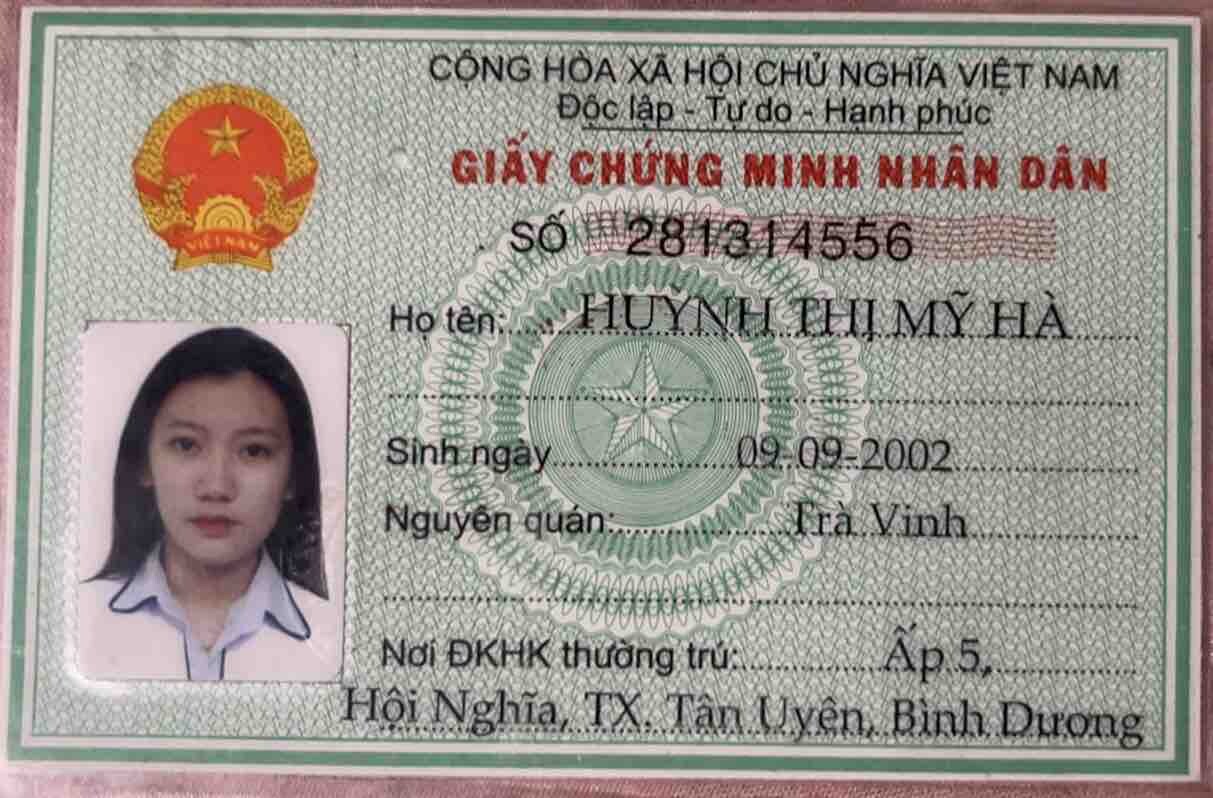 CỘNG HÒA XÃ HỘI CHỦ NGHĨA VIỆT NAM
Độc lập - Tự do - Hạnh phúc
GIẤY CHỨNG MINH NHÂN DÂN
SỐ 281314556
VIỆT NAM
Họ tên: HUỲNH THỊ MỸ HÀ
Sinh ngày 09-09-2002
Nguyên quán: Trà Vinh
Nơi ĐKHK thường trú: Ấp 5,
Hội Nghĩa, TX. Tân Uyên, Bình Dương